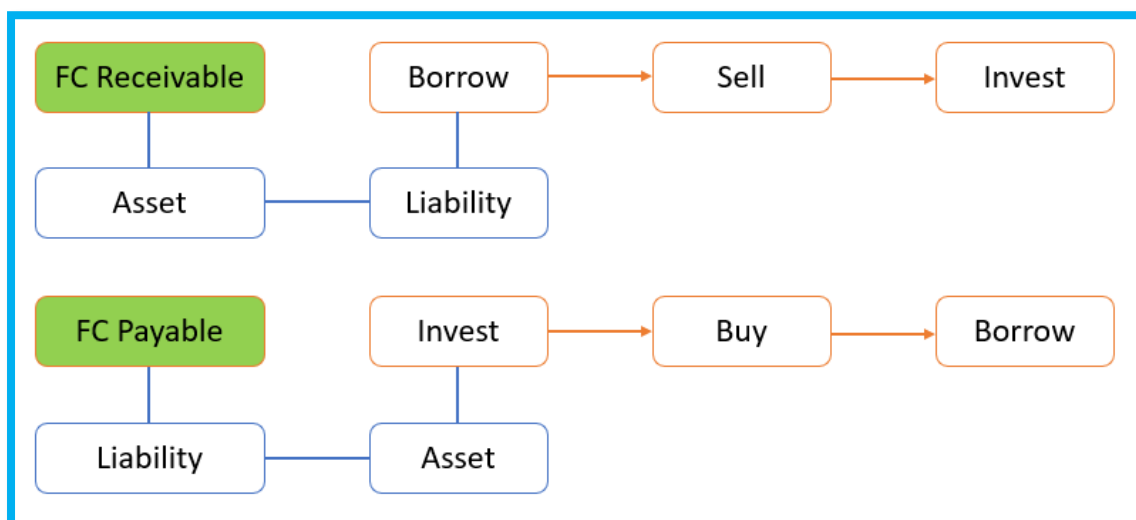 FC Receivable
Borrow
Sell
Invest
Asset
Liability
FC Payable
Invest
Buy
Borrow
Liability
Asset